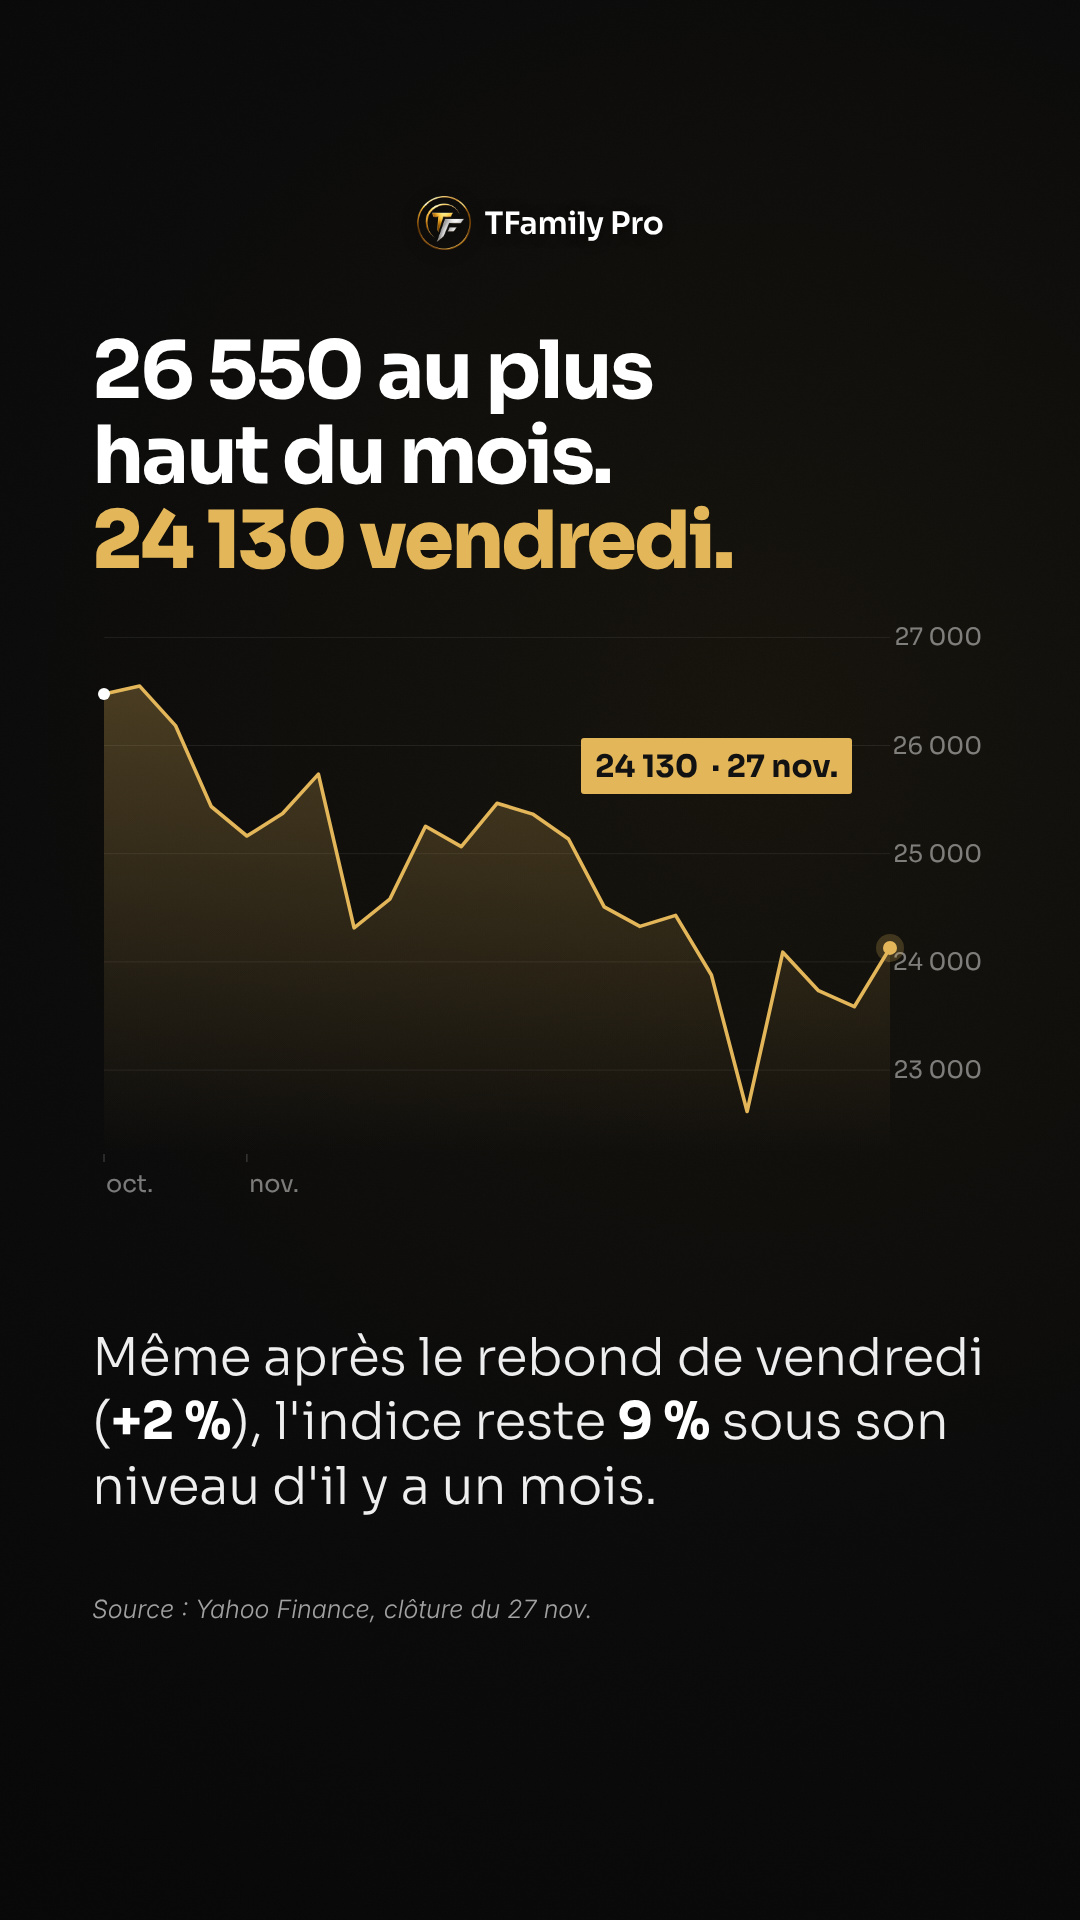 TF TFamily Pro
26 550 au plus
haut du mois.
24 130 vendredi.
27 000
26 000
24 130 · 27 nov.
25 000
24 000
23 000
oct. nov.
Même après le rebond de vendredi
(+2 %), l'indice reste 9 % sous son
niveau d'il y a un mois.
Source : Yahoo Finance, clôture du 27 nov.